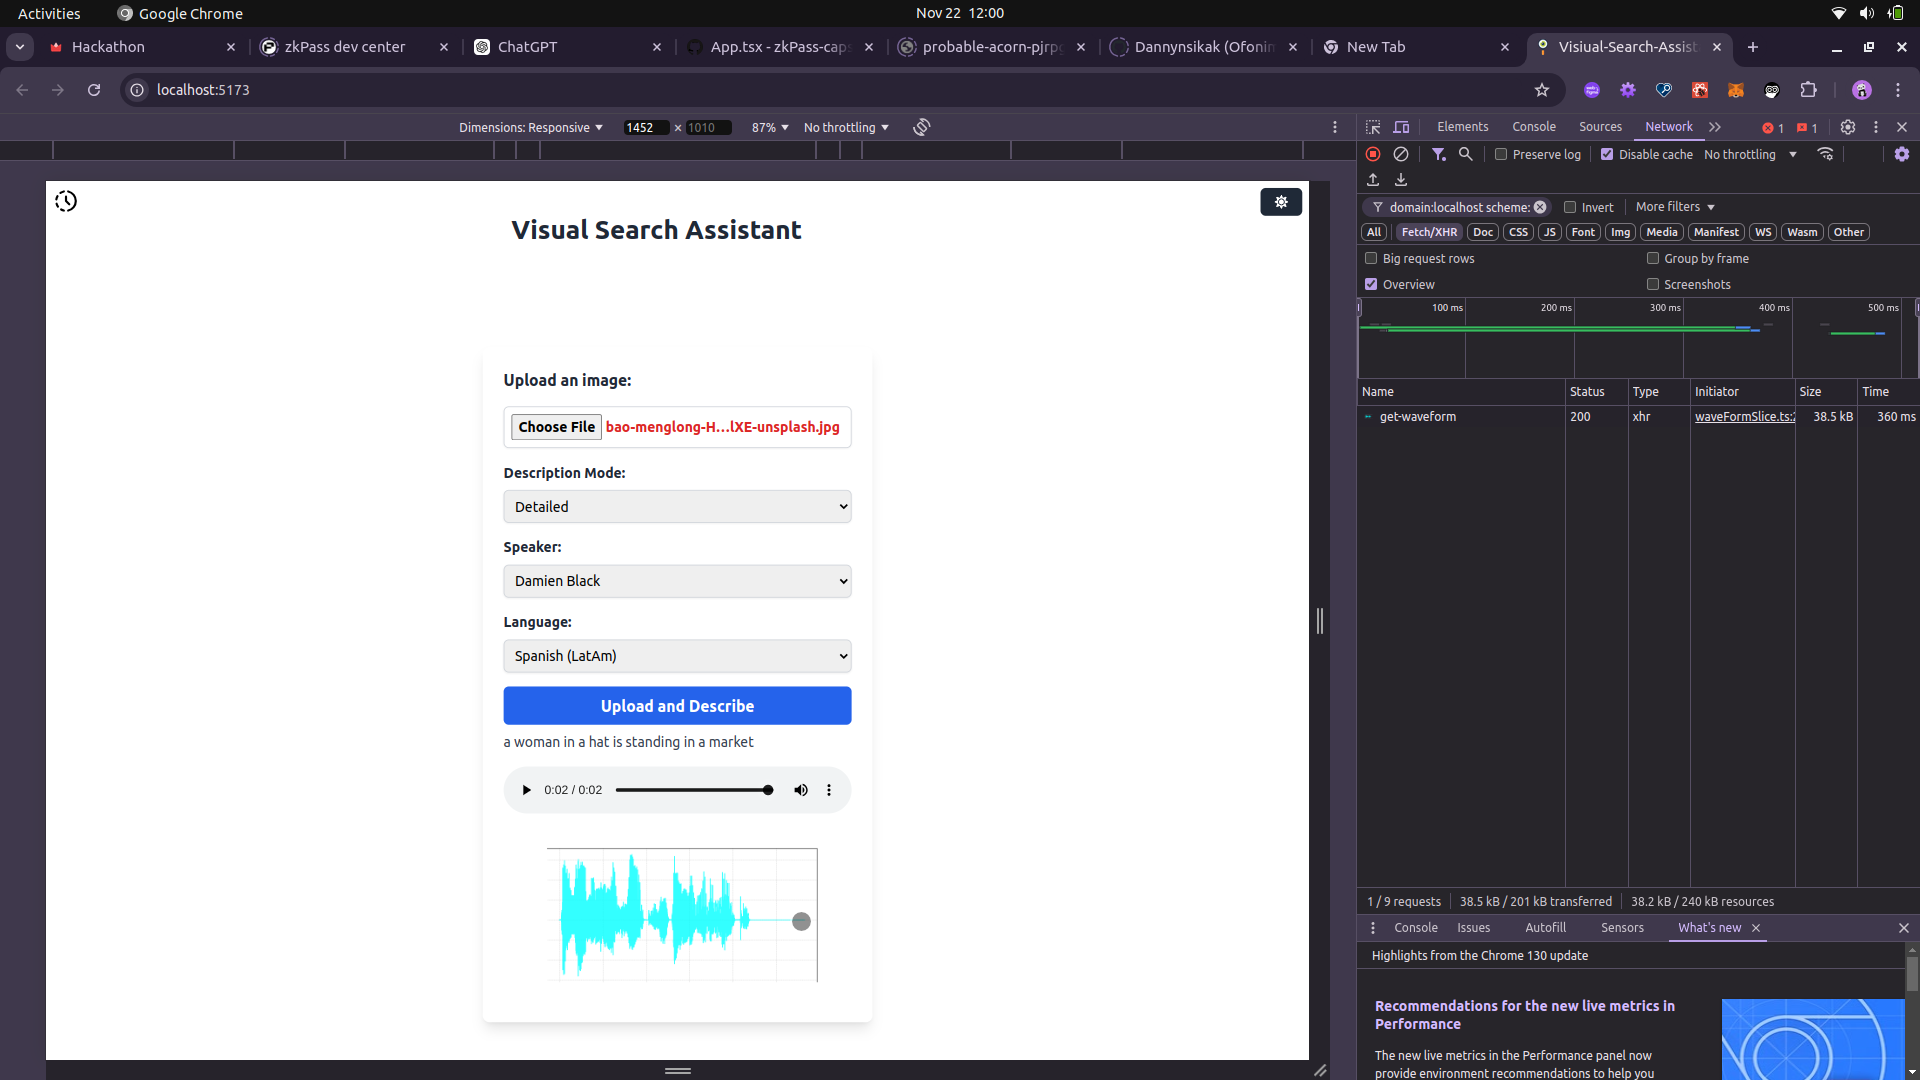 Activities
Google Chrome
Nov 22 12:00
Hackathon
zkPass dev center
ChatGPT
App.tsx - zkPass-caps
probable-acorn-pjrpg
Dannynsikak (Ofonim
New Tab
Visiual-Search-Assist
localhost:5173
Dimensions: Responsive
1452 × 1010
87%
No throttling
Elements
Console
Sources
Network
1
1
Preserve log
Disable cache
No throttling
domain:localhost scheme:
Invert
More filters
All
Fetch/XHR
Doc
CSS
JS
Font
Img
Media
Manifest
WS
Wasm
Other
Big request rows
Group by frame
Overview
Screenshots
100 ms
200 ms
300 ms
400 ms
500 ms
Name
Status
Type
Initiator
Size
Time
get-waveform
200
xhr
waveFormSlice.ts:2
38.5 kB
360 ms
1 / 9 requests
38.5 kB / 201 kB transferred
38.2 kB / 240 kB resources
Console
Issues
Autofill
Sensors
What's new
Highlights from the Chrome 130 update
Recommendations for the new live metrics in
Performance
The new live metrics in the Performance panel now
provide environment recommendations to help you
Visual Search Assistant
Upload an image:
Choose File
bao-menglong-H...lXE-unsplash.jpg
Description Mode:
Detailed
Speaker:
Damien Black
Language:
Spanish (LatAm)
Upload and Describe
a woman in a hat is standing in a market
0:02 / 0:02